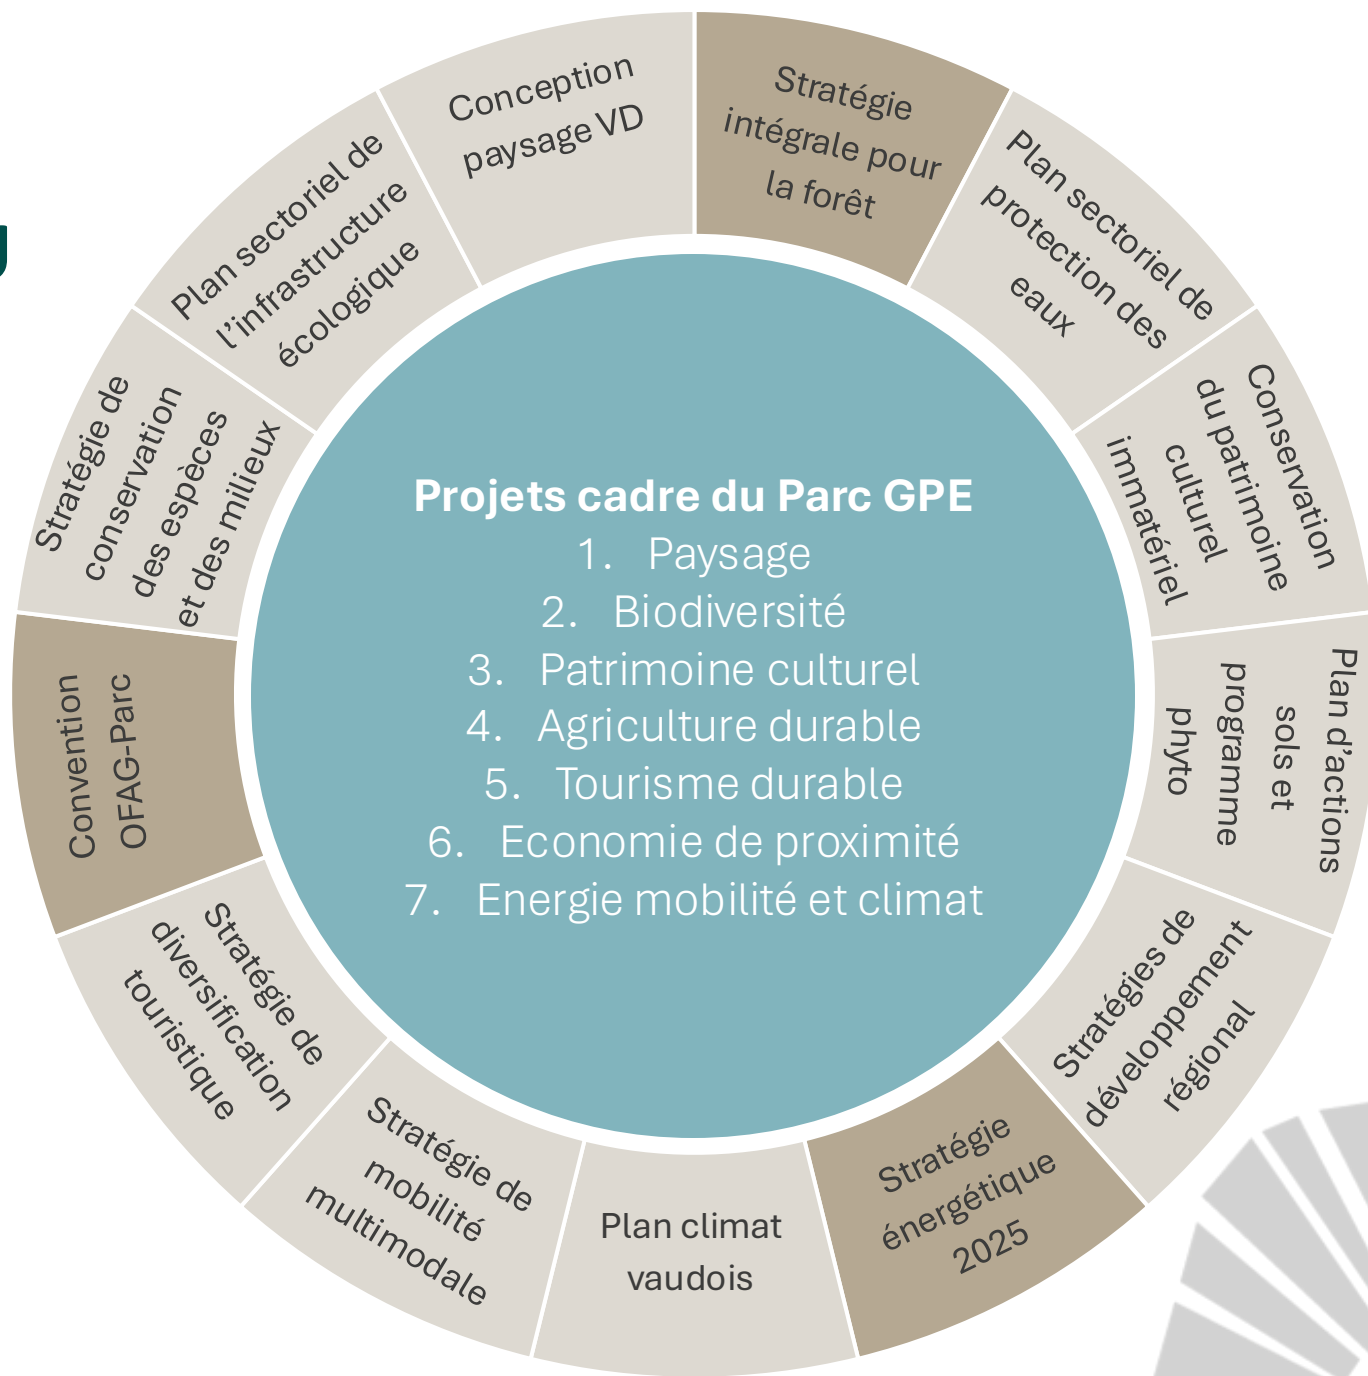 Conception
paysage VD
Stratégie
intégrale pour
la forêt
Plan sectoriel de
protection des
eaux
Conservation
du patrimoine
culturel
immatériel
Plan d'actions
sols et
programme
phyto
Stratégies de
développement
régional
Stratégie
énergétique
2025
Plan climat
vaudois
Stratégie de
mobilité
multimodale
Stratégie de
diversification
touristique
Convention
OFAG-Parc
Stratégie de
conservation
des espèces
et des milieux
Plan sectoriel de
l'infrastructure
écologique
Projets cadre du Parc GPE
1. Paysage
2. Biodiversité
3. Patrimoine culturel
4. Agriculture durable
5. Tourisme durable
6. Economie de proximité
7. Energie mobilité et climat